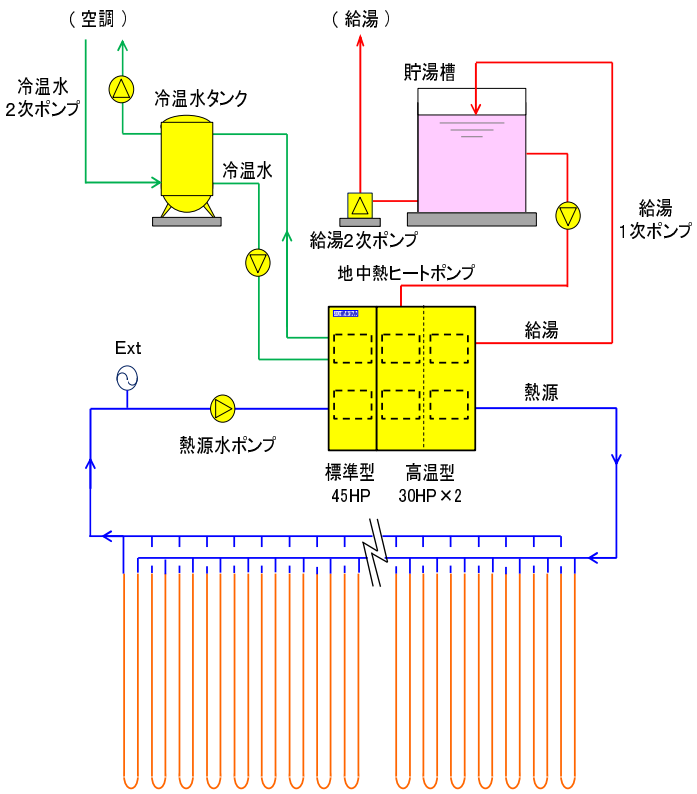 （空調）
（給湯）
貯湯槽
冷温水
2次ポンプ
冷温水タンク
冷温水
給湯2次ポンプ
給湯
1次ポンプ
地中熱ヒートポンプ
給湯
Ext
熱源
熱源水ポンプ
標準型
45HP
高温型
30HP×2